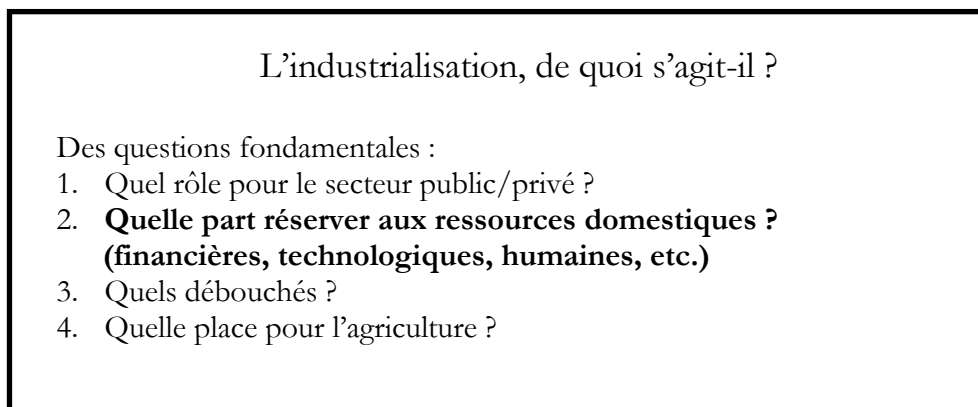 L’industrialisation, de quoi s’agit-il ?
Des questions fondamentales :
1. Quel rôle pour le secteur public/privé ?
2. Quelle part réserver aux ressources domestiques ?
(financières, technologiques, humaines, etc.)
3. Quels débouchés ?
4. Quelle place pour l’agriculture ?